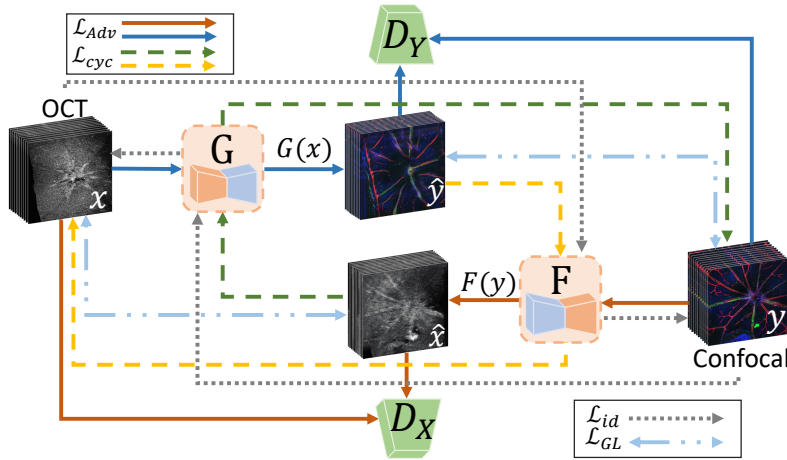 𝓛_Adv
𝓛_cyc
D_Y
OCT
x
G
G(x)
ŷ
F(y)
F
x̂
y
Confocal
D_X
𝓛_id
𝓛_GL